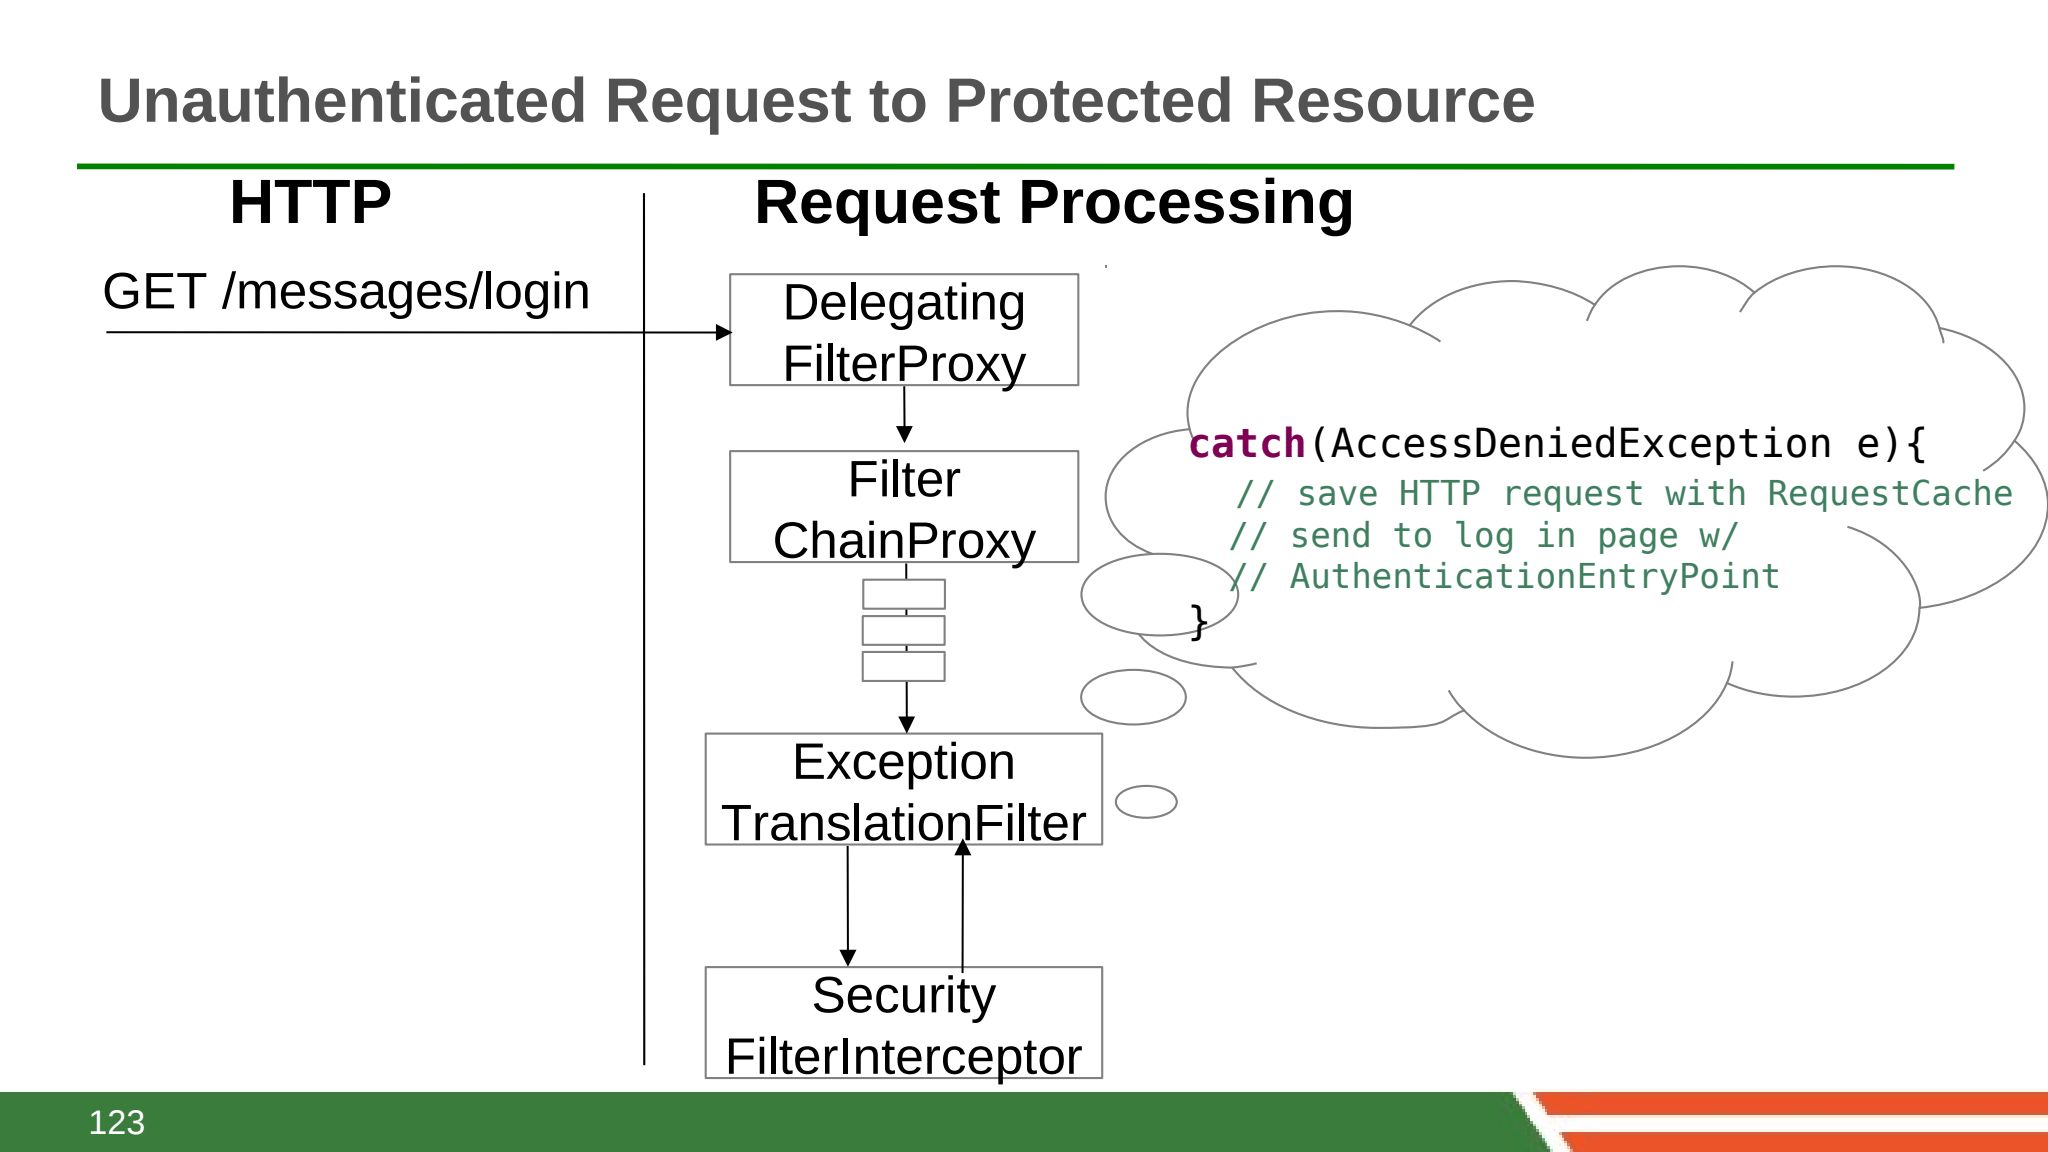 Unauthenticated Request to Protected Resource
HTTP
Request Processing
GET /messages/login
Delegating
FilterProxy
Filter
ChainProxy
Exception
TranslationFilter
Security
FilterInterceptor
catch(AccessDeniedException e){
// save HTTP request with RequestCache
// send to log in page w/
// AuthenticationEntryPoint
}
123